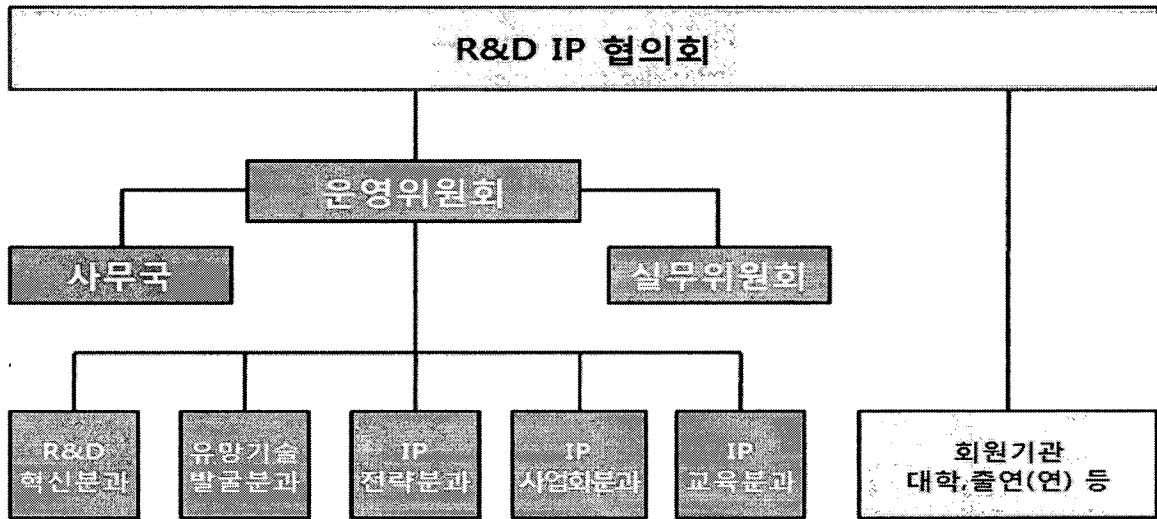 R&D IP 협의회
운영위원회
사무국
실무위원회
R&D
혁신분과
유망기술
발굴분과
IP
전략분과
IP
사업화분과
IP
교육분과
회원기관
대학,출연(연) 등